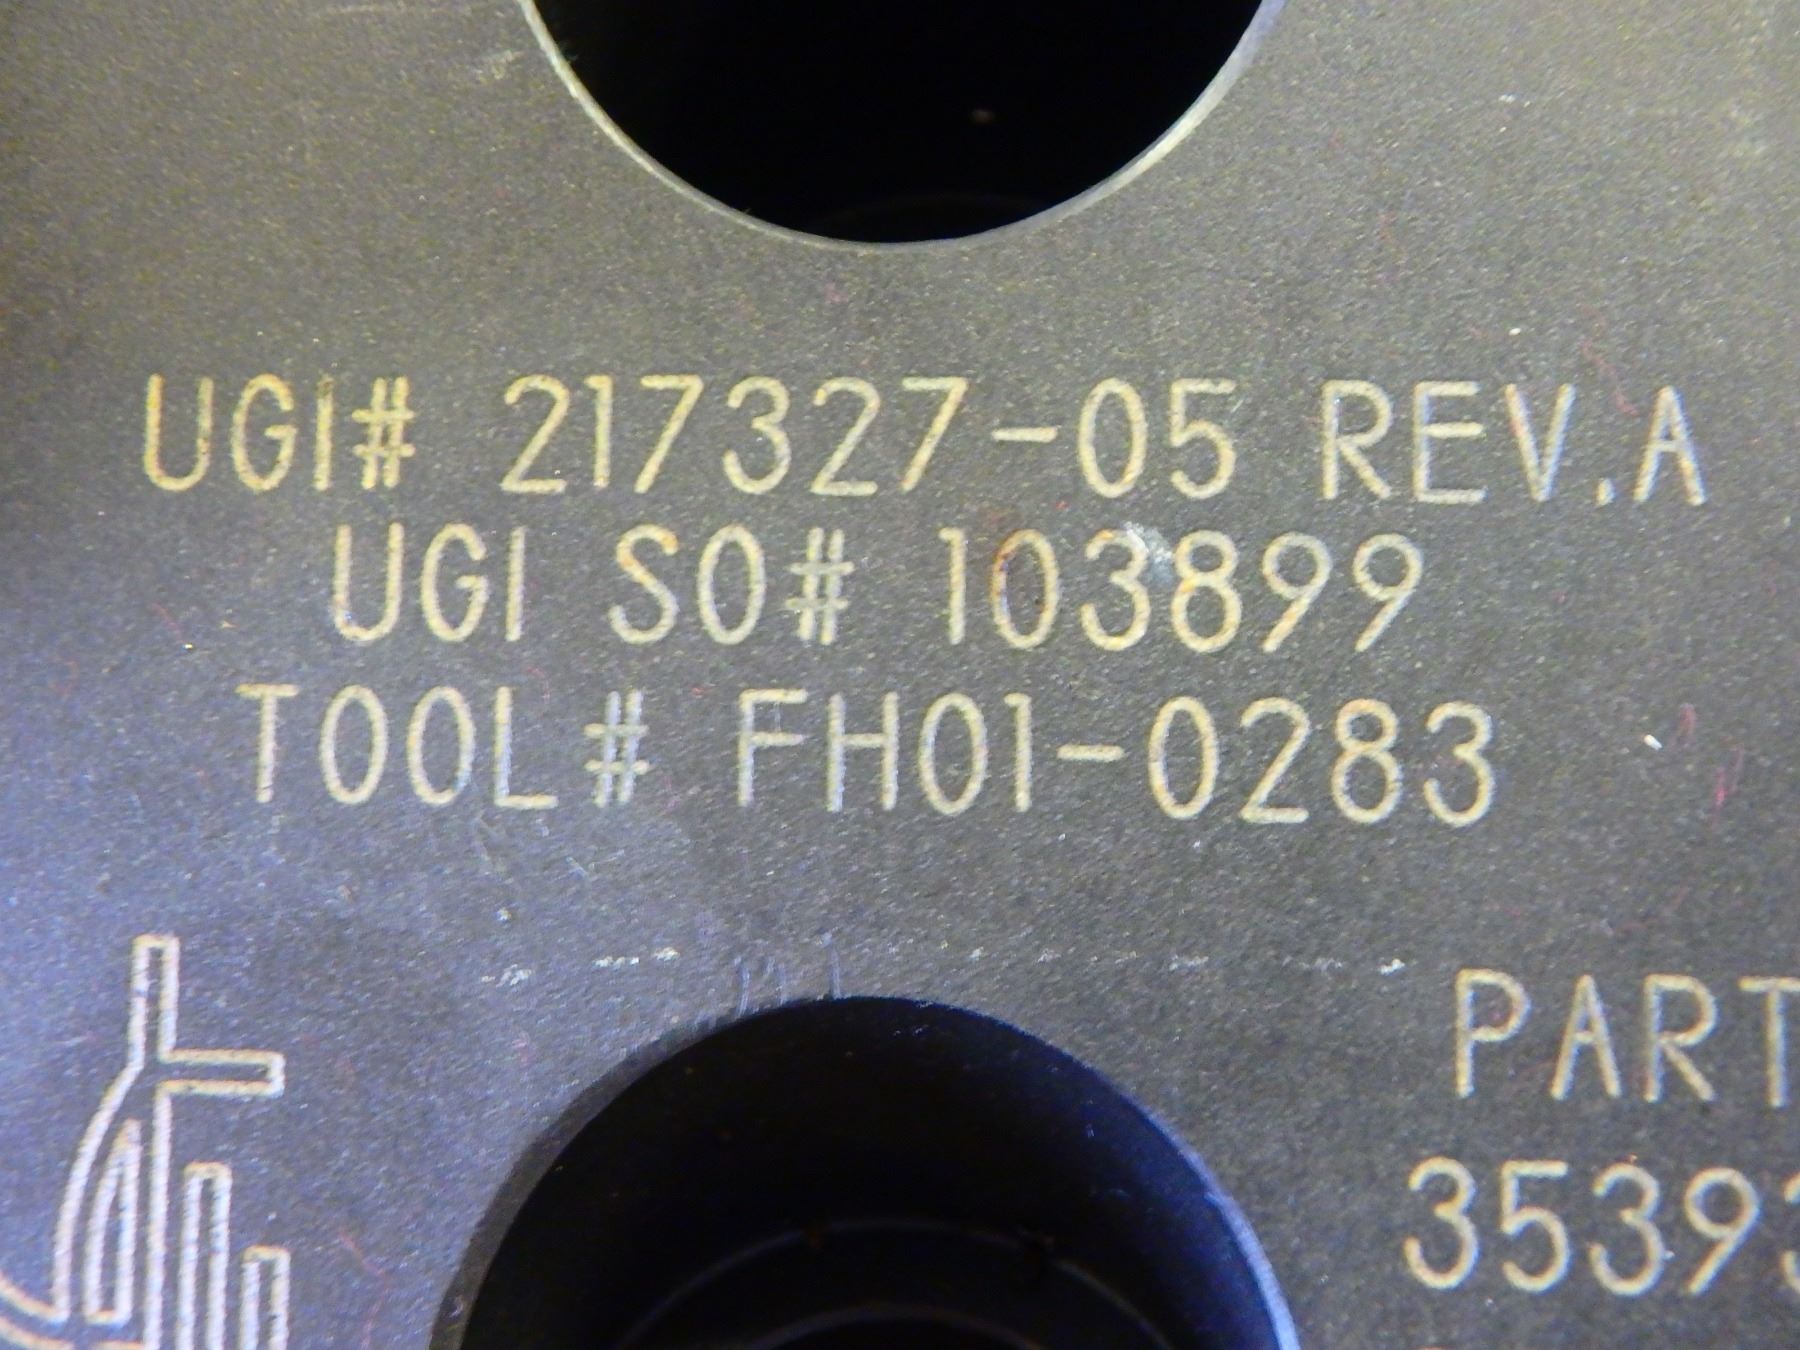 UGI# 217327-05 REV.A
UGI SO# 103899
TOOL# FH01-0283
PART
3539